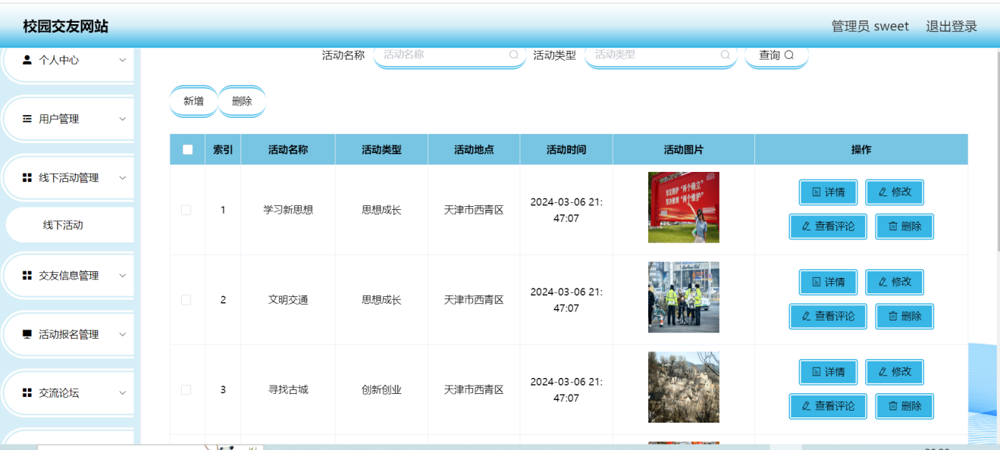 校园交友网站
管理员 sweet 退出登录
个人中心
活动名称 活动名称 活动类型 活动类型 查询
新增 删除
用户管理
线下活动管理
线下活动
交友信息管理
活动报名管理
交流论坛
索引 活动名称 活动类型 活动地点 活动时间 活动图片 操作
1 学习新思想 思想成长 天津市西青区 2024-03-06 21:
47:07
坚定拥护“两个确立”
坚决做到“两个维护”
详情 修改
查看评论 删除
2 文明交通 思想成长 天津市西青区 2024-03-06 21:
47:07
详情 修改
查看评论 删除
3 寻找古城 创新创业 天津市西青区 2024-03-06 21:
47:07
详情 修改
查看评论 删除